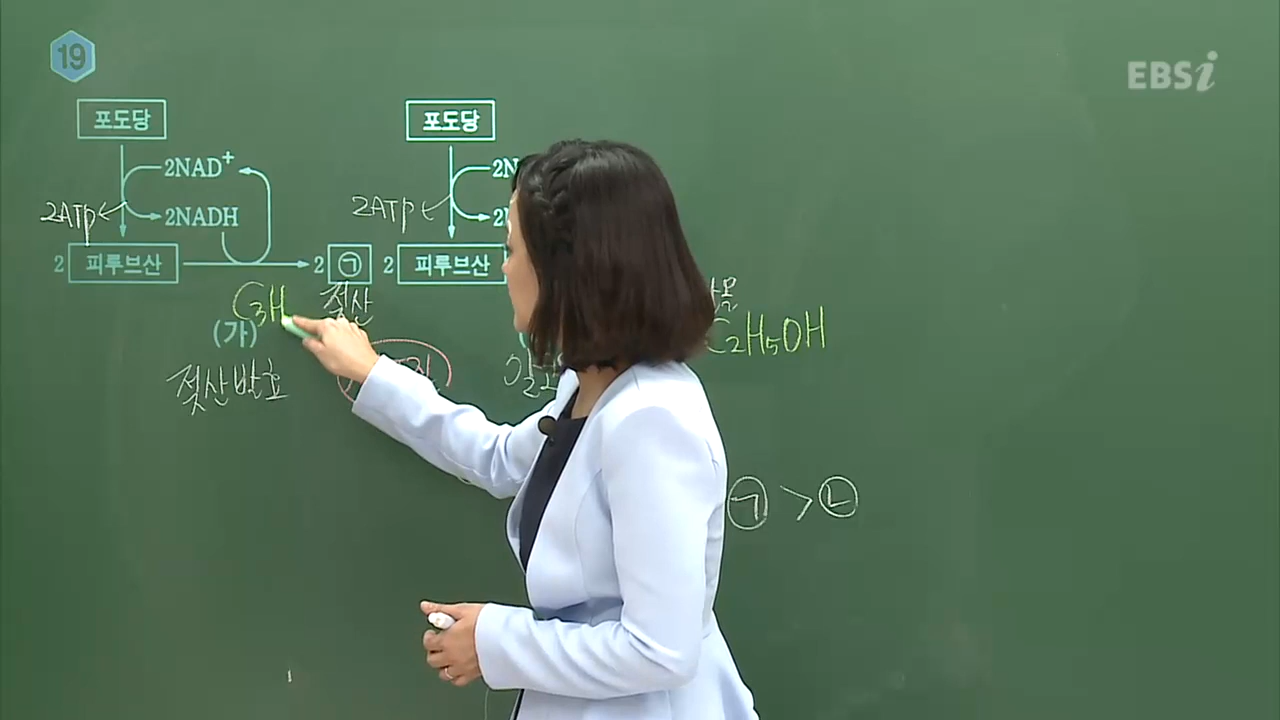 19
EBSi
포도당
포도당
2NAD+
2ATP
2ATP
2NADH
2 피루브산
2 ㉠
2 피루브산
C3H
젖산
(가)
C2H5OH
젖산발효
㉠ > ㉡